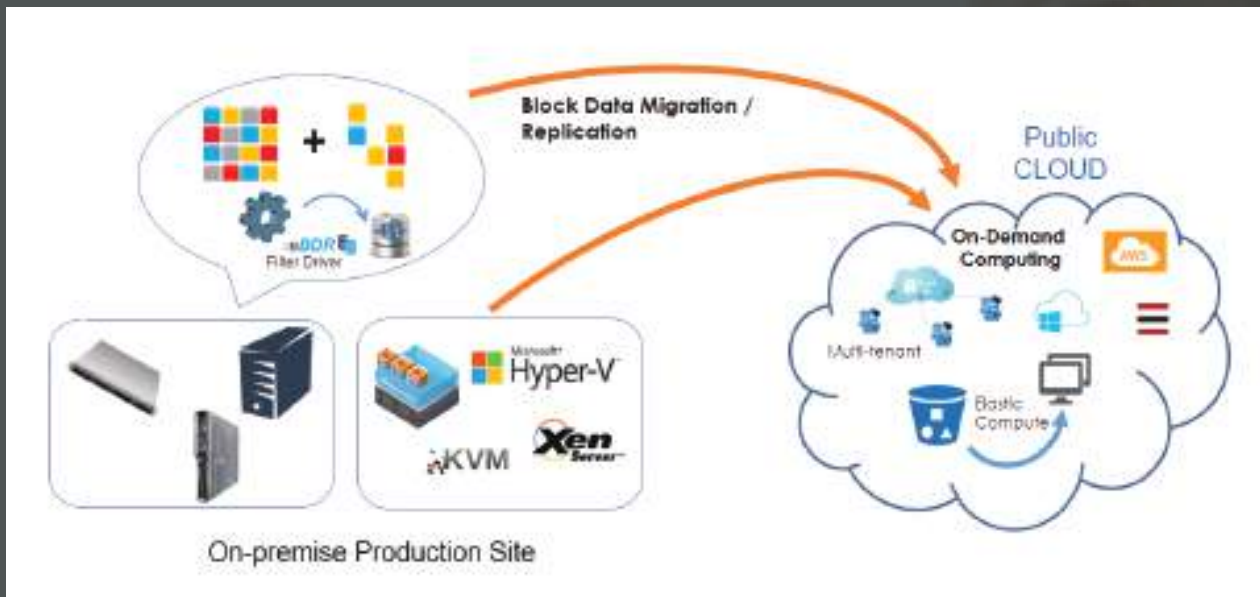 Block Data Migration /
Replication
Public
CLOUD
+
BDR
Filter Driver
On-Demand
Computing
AWS
Multi-tenant
Microsoft
Hyper-V
KVM
Xen
Server
Elastic
Compute
On-premise Production Site